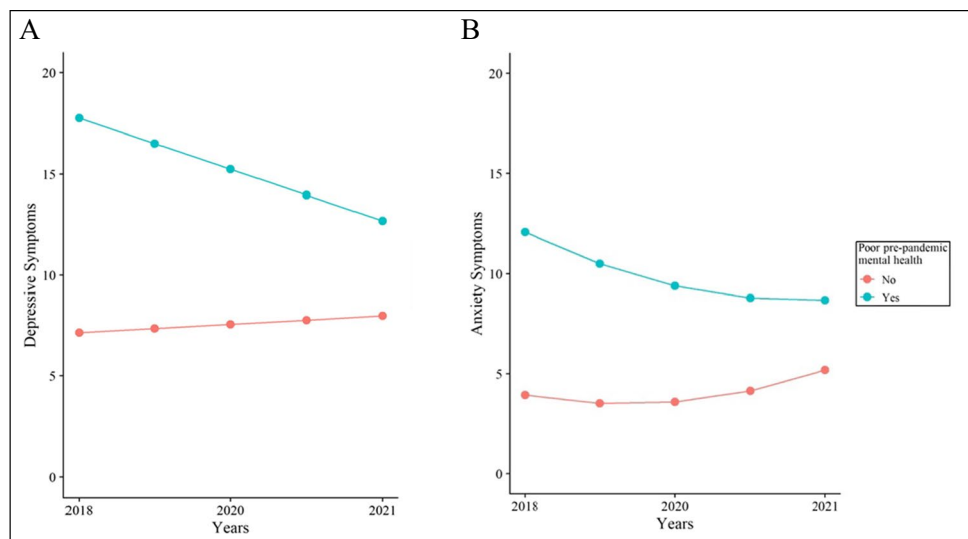 A
B
20
15
10
5
0
Depressive Symptoms
2018
2020
2021
Years
20
15
10
5
0
Anxiety Symptoms
2018
2020
2021
Years
Poor pre-pandemic
mental health
No
Yes